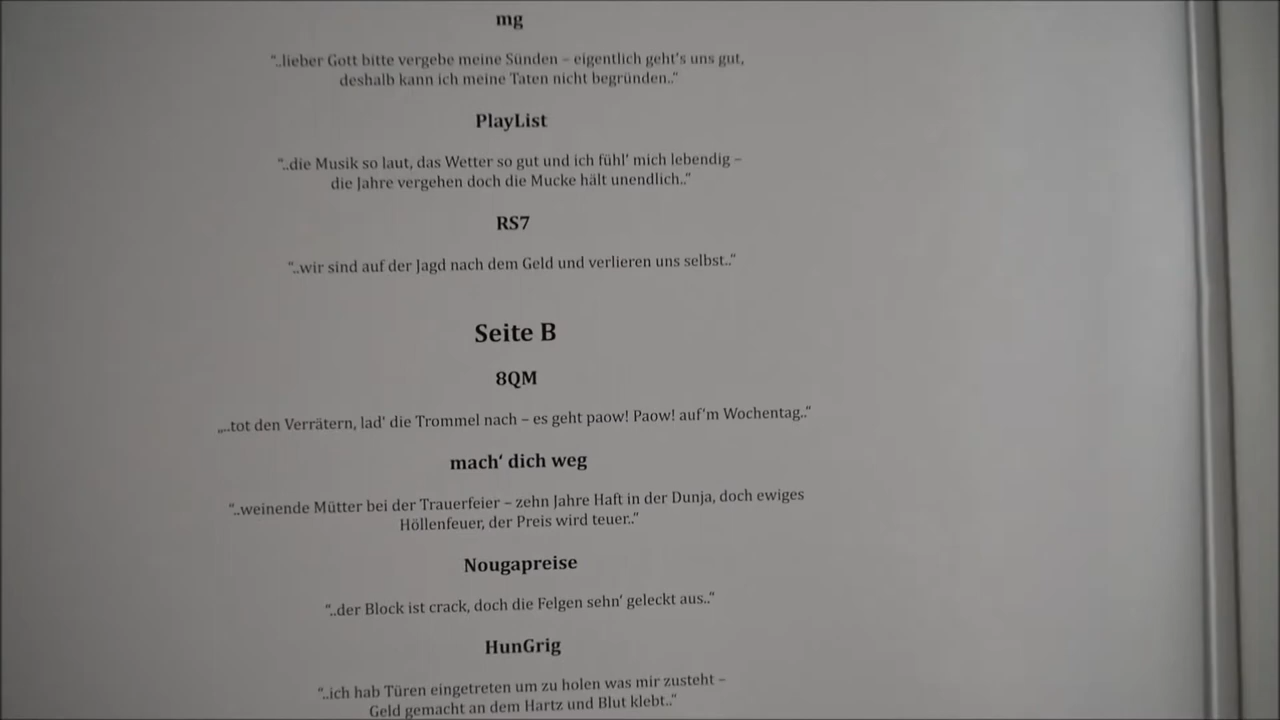 mg
“..lieber Gott bitte vergebe meine Sünden – eigentlich geht’s uns gut,
deshalb kann ich meine Taten nicht begründen..”
PlayList
“..die Musik so laut, das Wetter so gut und ich fühl’ mich lebendig –
die Jahre vergehen doch die Mucke hält unendlich..”
RS7
“..wir sind auf der Jagd nach dem Geld und verlieren uns selbst..”
Seite B
8QM
„..tot den Verrätern, lad' die Trommel nach – es geht paow! Paow! auf’m Wochentag..”
mach’ dich weg
“..weinende Mütter bei der Trauerfeier – zehn Jahre Haft in der Dunja, doch ewiges
Höllenfeuer, der Preis wird teuer..”
Nougapreise
“..der Block ist crack, doch die Felgen sehn’ geleckt aus..”
HunGrig
“..ich hab Türen eingetreten um zu holen was mir zusteht –
Geld gemacht an dem Hartz und Blut klebt..”